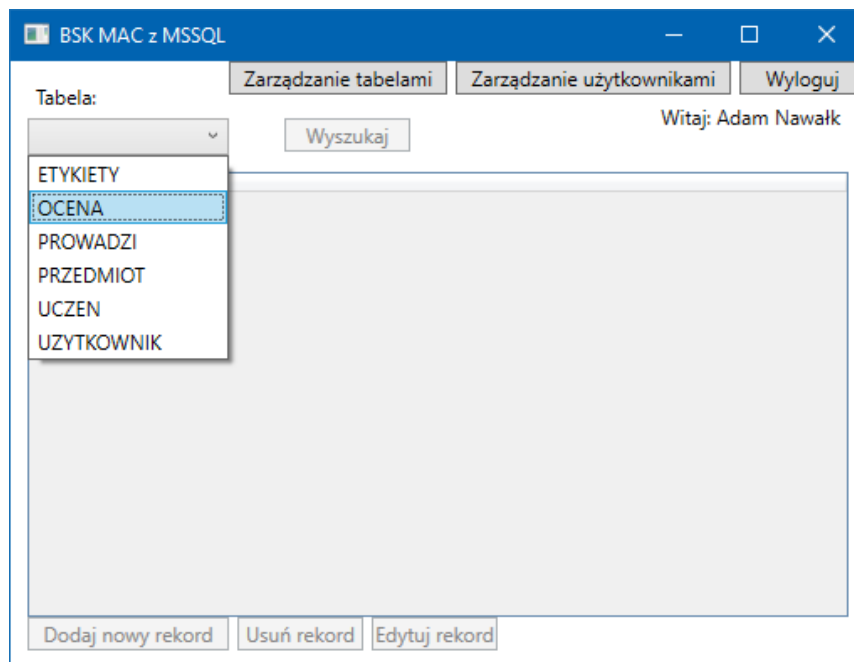 BSK MAC z MSSQL
Zarządzanie tabelami Zarządzanie użytkownikami Wyloguj
Tabela:
Witaj: Adam Nawałk
Wyszukaj
ETYKIETY
OCENA
PROWADZI
PRZEDMIOT
UCZEN
UZYTKOWNIK
Dodaj nowy rekord Usuń rekord Edytuj rekord